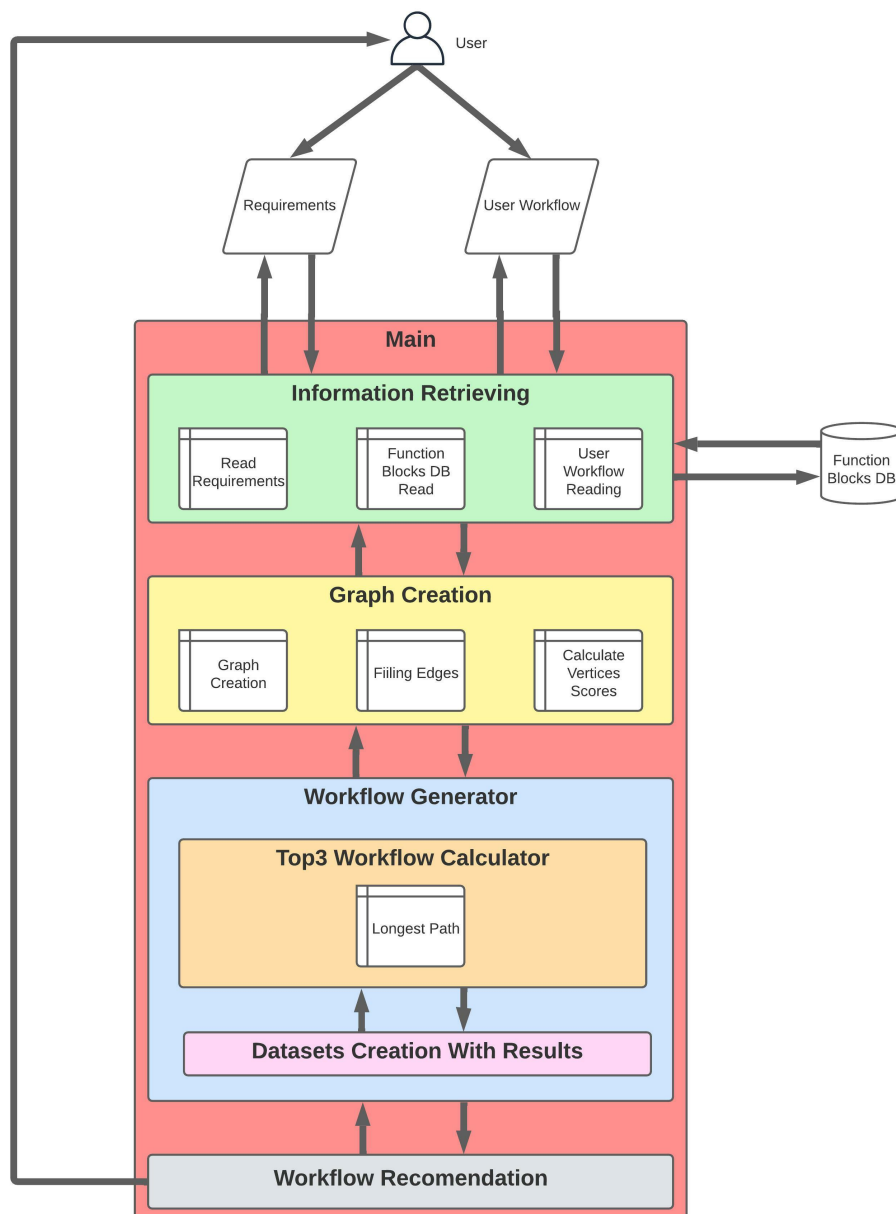 User
Requirements
User Workflow
Main
Information Retrieving
Read
Requirements
Function
Blocks DB
Read
User
Workflow
Reading
Function
Blocks DB
Graph Creation
Graph
Creation
Fiiling Edges
Calculate
Vertices
Scores
Workflow Generator
Top3 Workflow Calculator
Longest Path
Datasets Creation With Results
Workflow Recomendation